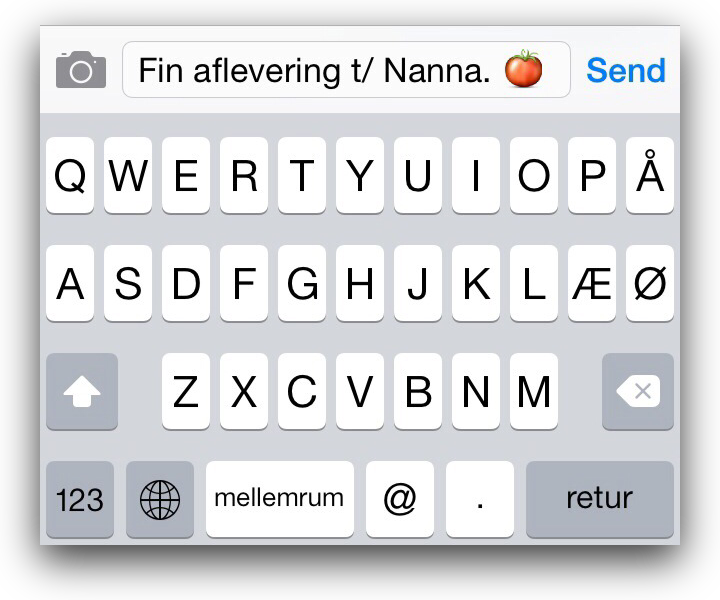 Fin aflevering t/ Nanna. 🍅 Send
Q W E R T Y U I O P Å
A S D F G H J K L Æ Ø
Z X C V B N M
123 mellemrum @ . retur